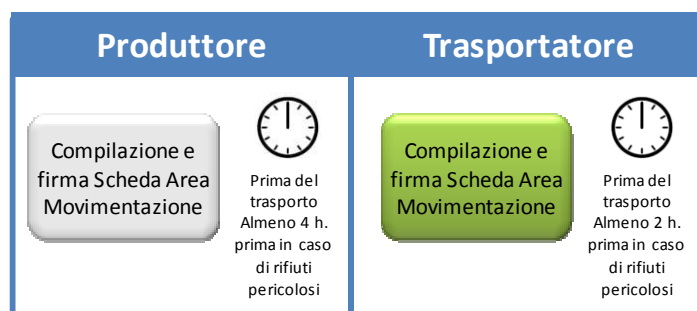 Produttore
Compilazione e
firma Scheda Area
Movimentazione
Prima del
trasporto
Almeno 4 h.
prima in caso
di rifiuti
pericolosi
Trasportatore
Compilazione e
firma Scheda Area
Movimentazione
Prima del
trasporto
Almeno 2 h.
prima in caso
di rifiuti
pericolosi